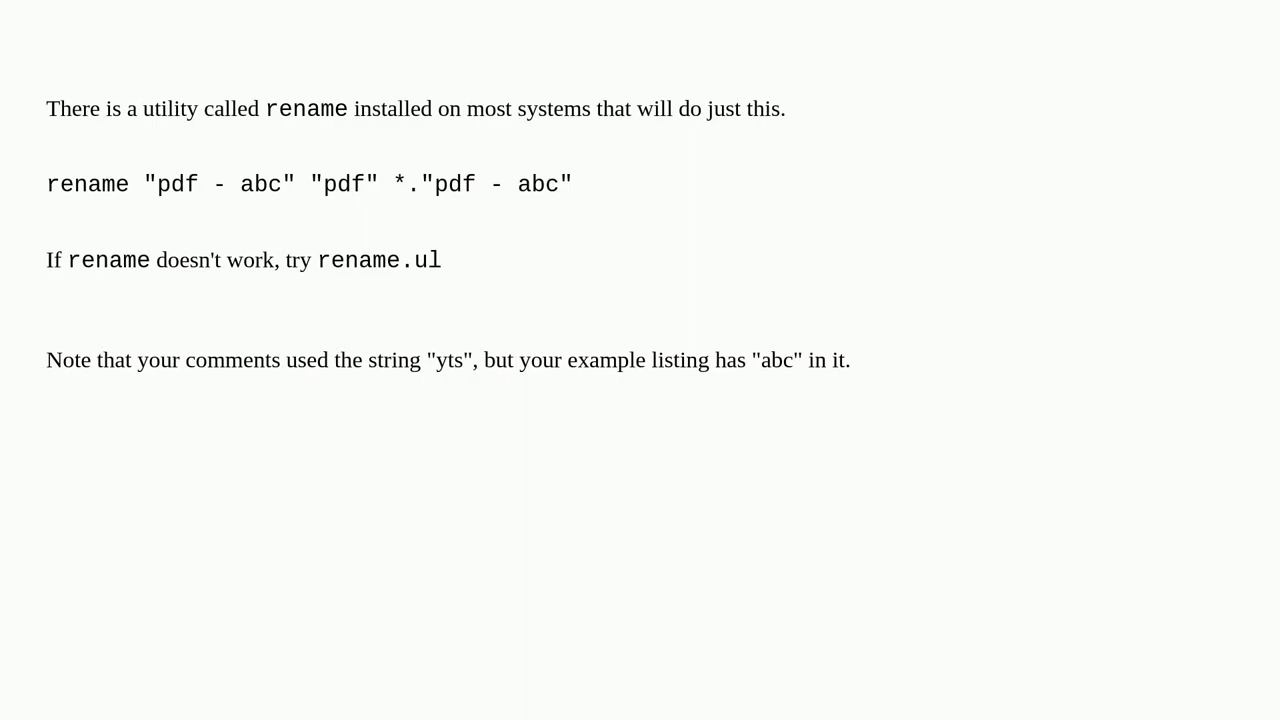 There is a utility called rename installed on most systems that will do just this.
rename "pdf - abc" "pdf" *."pdf - abc"
If rename doesn't work, try rename.ul
Note that your comments used the string "yts", but your example listing has "abc" in it.